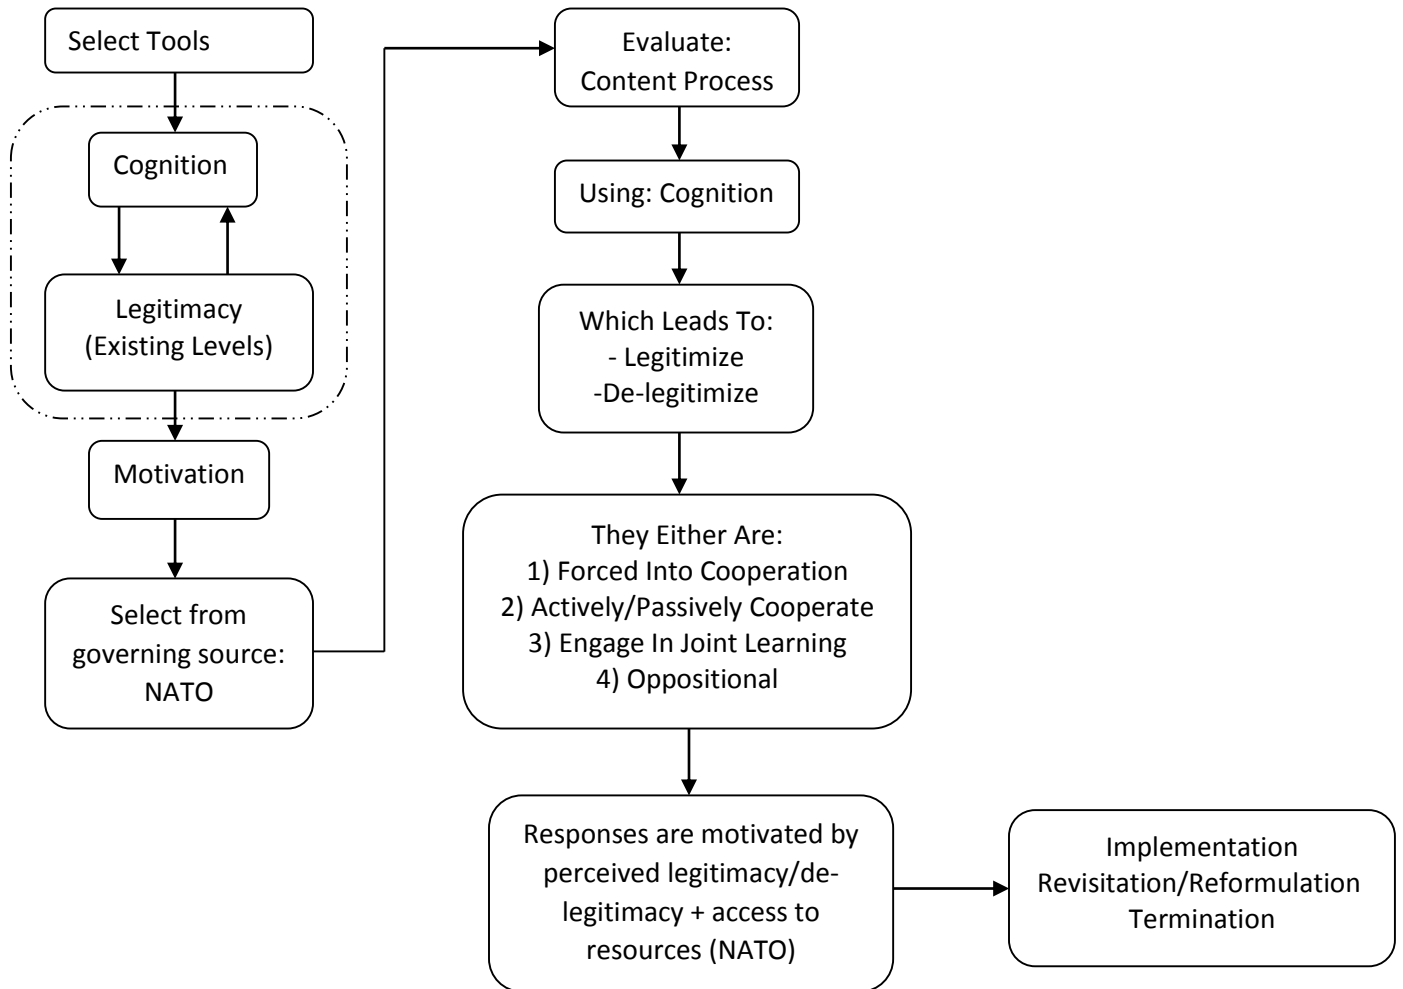 Select Tools
Cognition
Legitimacy
(Existing Levels)
Motivation
Select from
governing source:
NATO
Evaluate:
Content Process
Using: Cognition
Which Leads To:
- Legitimize
-De-legitimize
They Either Are:
1) Forced Into Cooperation
2) Actively/Passively Cooperate
3) Engage In Joint Learning
4) Oppositional
Responses are motivated by
perceived legitimacy/de-
legitimacy + access to
resources (NATO)
Implementation
Revisitation/Reformulation
Termination